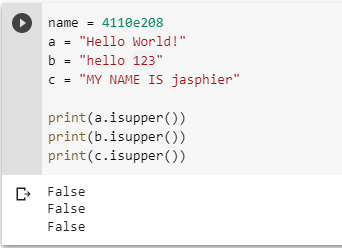 name = 4110e208
a = "Hello World!"
b = "hello 123"
c = "MY NAME IS jasphier"
print(a.isupper())
print(b.isupper())
print(c.isupper())
False
False
False